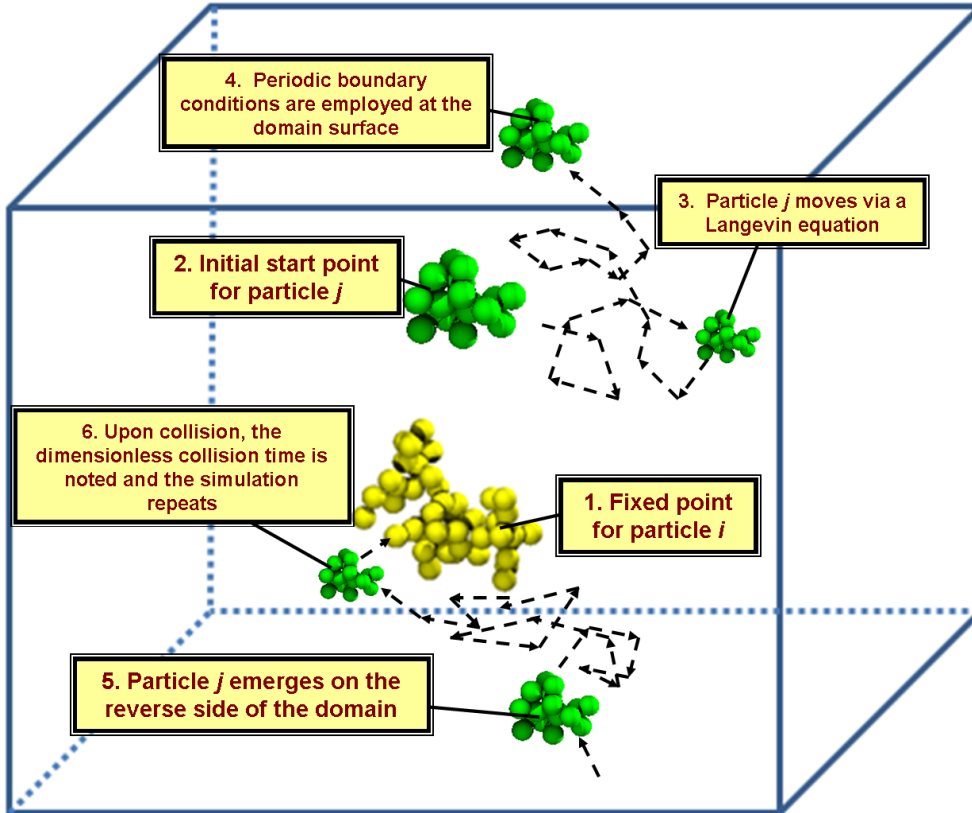 4. Periodic boundary
conditions are employed at the
domain surface
3. Particle j moves via a
Langevin equation
2. Initial start point
for particle j
6. Upon collision, the
dimensionless collision time is
noted and the simulation
repeats
1. Fixed point
for particle i
5. Particle j emerges on the
reverse side of the domain